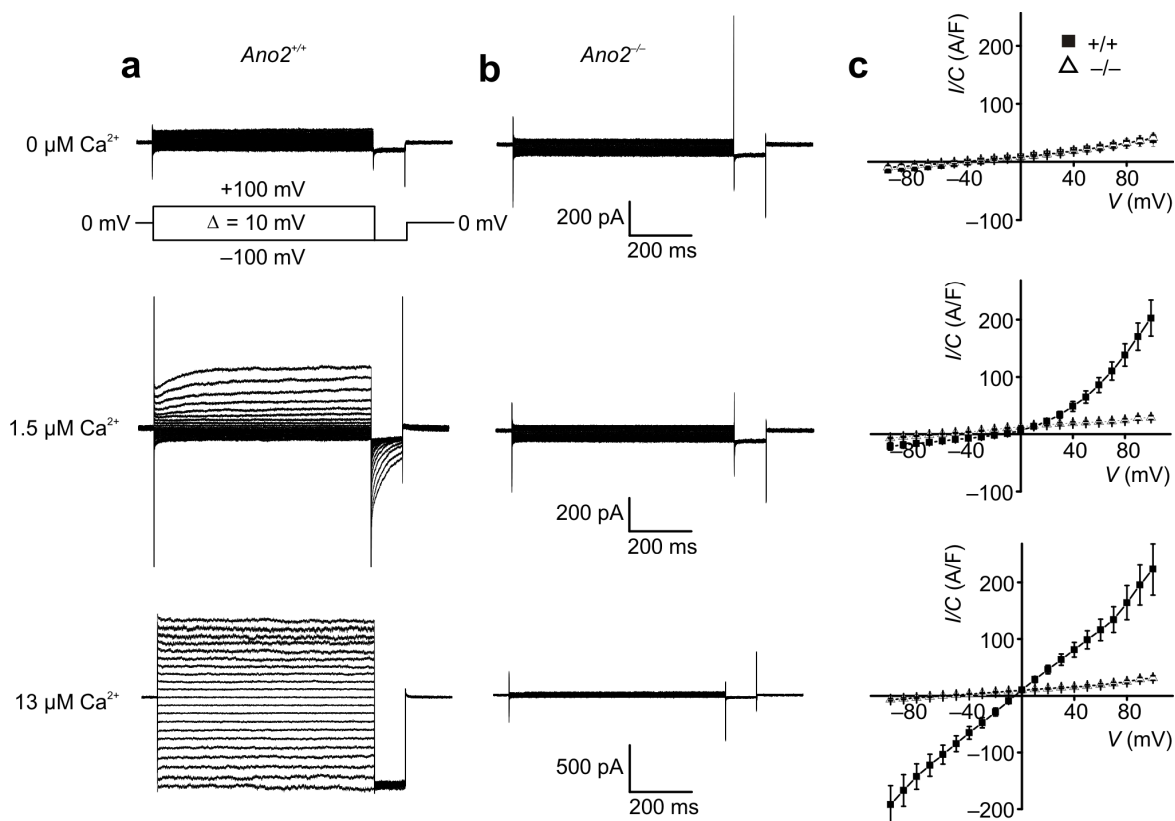 a
Ano2+/+
b
Ano2–/–
c
I/C (A/F)
200
100
–100
–80
–40
40
80
V (mV)
+/+
–/–
0 µM Ca2+
+100 mV
0 mV
Δ = 10 mV
0 mV
–100 mV
200 pA
200 ms
1.5 µM Ca2+
200 pA
200 ms
I/C (A/F)
200
100
–100
–80
–40
40
80
V (mV)
13 µM Ca2+
500 pA
200 ms
I/C (A/F)
200
100
–100
–200
–80
–40
40
80
V (mV)